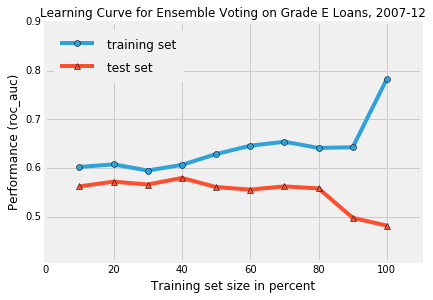 Learning Curve for Ensemble Voting on Grade E Loans, 2007-12
0.9
0.8
0.7
0.6
0.5
Performance (roc_auc)
training set
test set
0 20 40 60 80 100
Training set size in percent